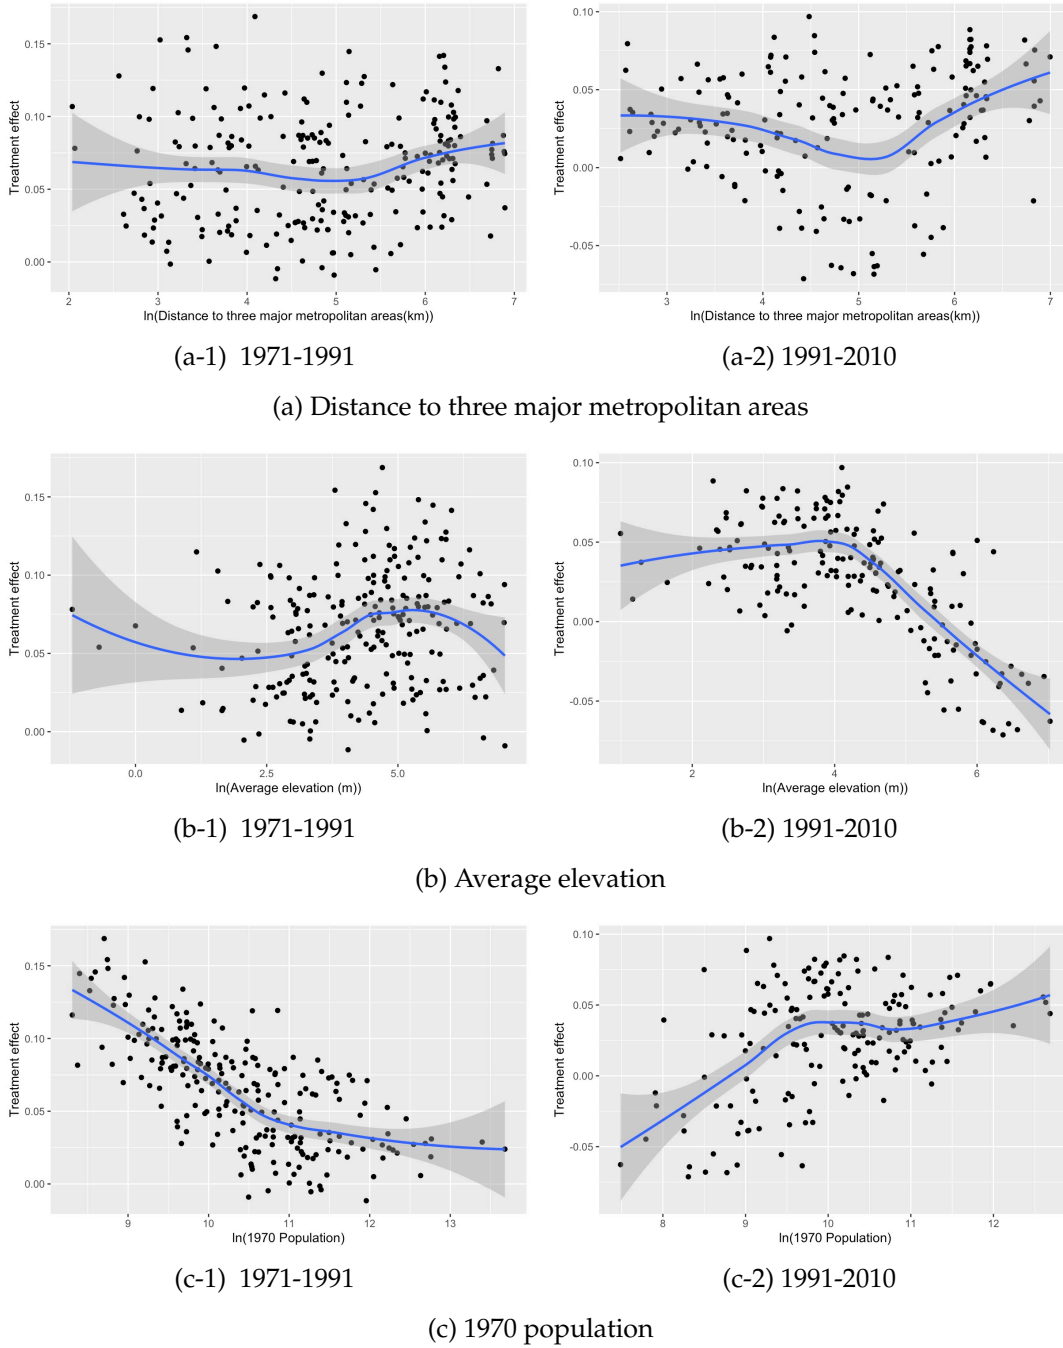 0.15
0.10
0.05
0.00
Treatment effect
2 3 4 5 6 7
ln(Distance to three major metropolitan areas(km))
(a-1) 1971-1991
0.10
0.05
0.00
-0.05
Treatment effect
3 4 5 6 7
ln(Distance to three major metropolitan areas(km))
(a-2) 1991-2010
(a) Distance to three major metropolitan areas
0.15
0.10
0.05
0.00
Treatment effect
0.0 2.5 5.0
ln(Average elevation (m))
(b-1) 1971-1991
0.10
0.05
0.00
-0.05
Treatment effect
2 4 6
ln(Average elevation (m))
(b-2) 1991-2010
(b) Average elevation
0.15
0.10
0.05
0.00
Treatment effect
9 10 11 12 13
ln(1970 Population)
(c-1) 1971-1991
0.10
0.05
0.00
-0.05
Treatment effect
8 9 10 11 12
ln(1970 Population)
(c-2) 1991-2010
(c) 1970 population